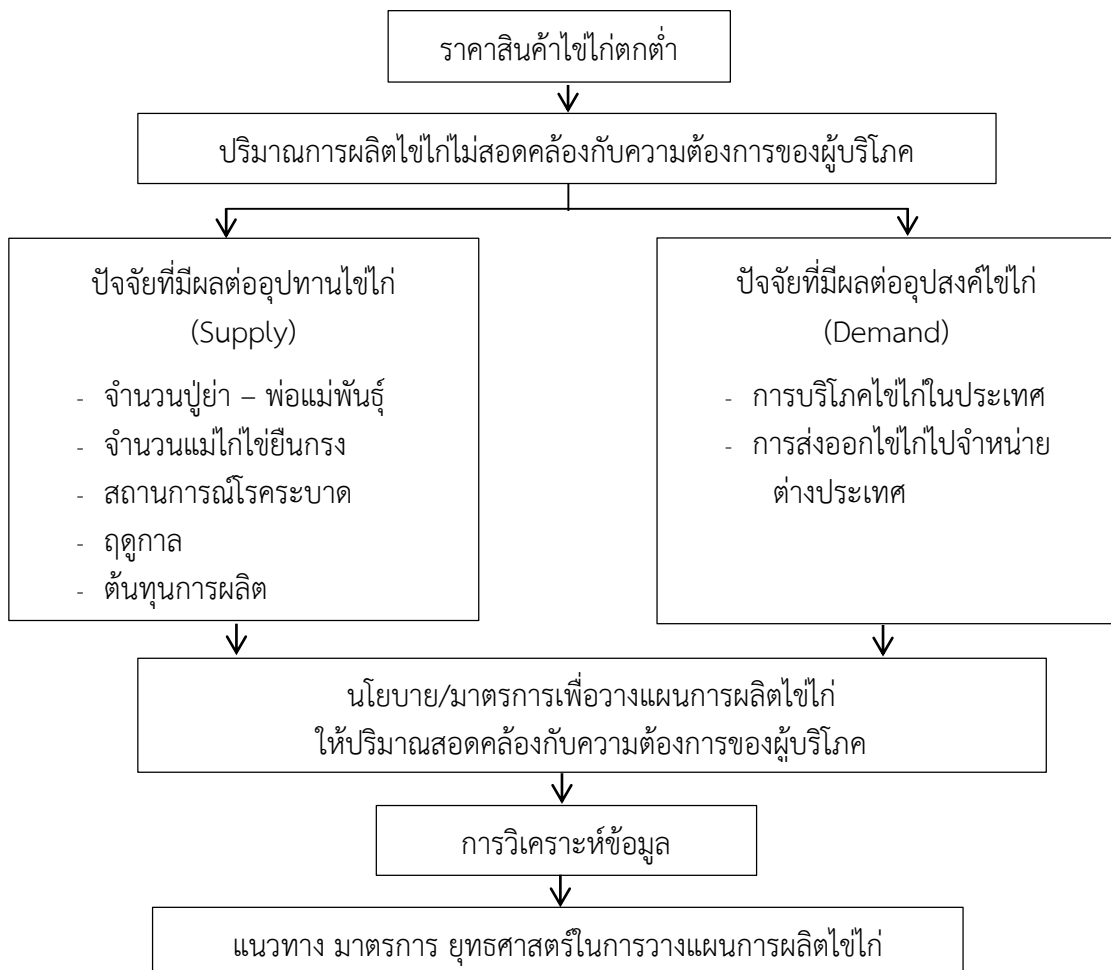 ราคาสินค้าไข่ไก่ตกต่ำ
ปริมาณการผลิตไข่ไก่ไม่สอดคล้องกับความต้องการของผู้บริโภค
ปัจจัยที่มีผลต่ออุปทานไข่ไก่
(Supply)
- จำนวนปู่ย่า – พ่อแม่พันธุ์
- จำนวนแม่ไก่ไข่ยืนกรง
- สถานการณ์โรคระบาด
- ฤดูกาล
- ต้นทุนการผลิต
ปัจจัยที่มีผลต่ออุปสงค์ไข่ไก่
(Demand)
- การบริโภคไข่ไก่ในประเทศ
- การส่งออกไข่ไก่ไปจำหน่าย
ต่างประเทศ
นโยบาย/มาตรการเพื่อวางแผนการผลิตไข่ไก่
ให้ปริมาณสอดคล้องกับความต้องการของผู้บริโภค
การวิเคราะห์ข้อมูล
แนวทาง มาตรการ ยุทธศาสตร์ในการวางแผนการผลิตไข่ไก่